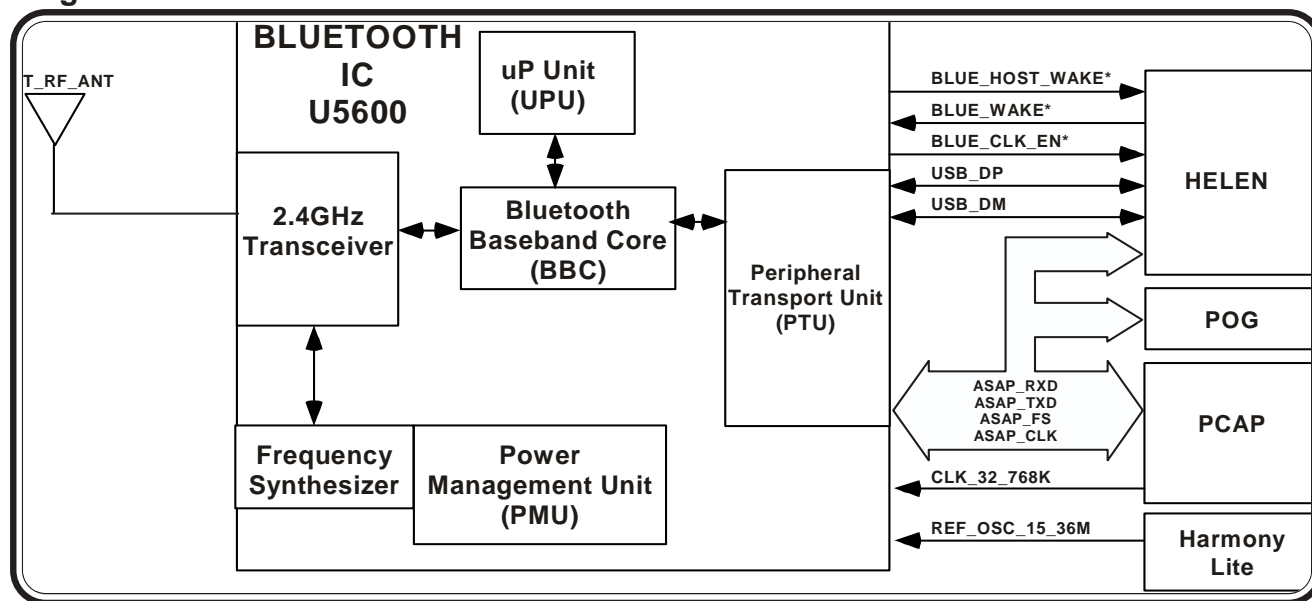 BLUETOOTH
IC
U5600
T_RF_ANT
uP Unit
(UPU)
2.4GHz
Transceiver
Bluetooth
Baseband Core
(BBC)
Peripheral
Transport Unit
(PTU)
Frequency
Synthesizer
Power
Management Unit
(PMU)
BLUE_HOST_WAKE*
BLUE_WAKE*
BLUE_CLK_EN*
USB_DP
USB_DM
ASAP_RXD
ASAP_TXD
ASAP_FS
ASAP_CLK
CLK_32_768K
REF_OSC_15_36M
HELEN
POG
PCAP
Harmony
Lite